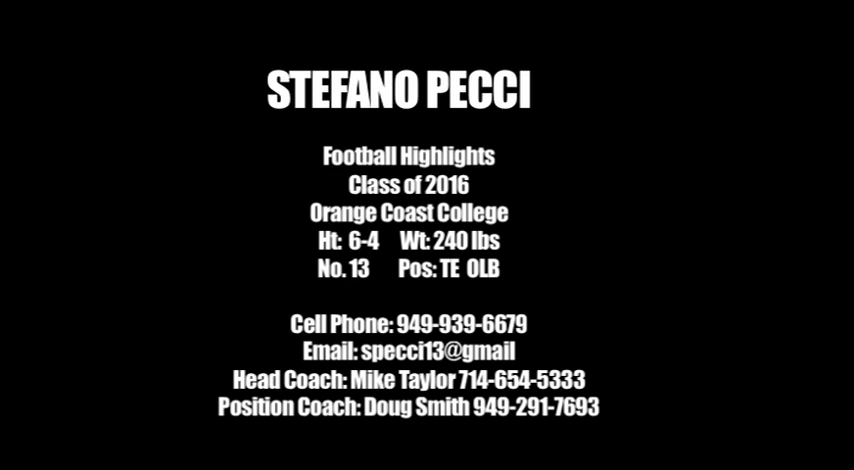 STEFANO PECCI
Football Highlights
Class of 2016
Orange Coast College
Ht: 6-4 Wt: 240 lbs
No. 13 Pos: TE OLB
Cell Phone: 949-939-6679
Email: specci13@gmail
Head Coach: Mike Taylor 714-654-5333
Position Coach: Doug Smith 949-291-7693